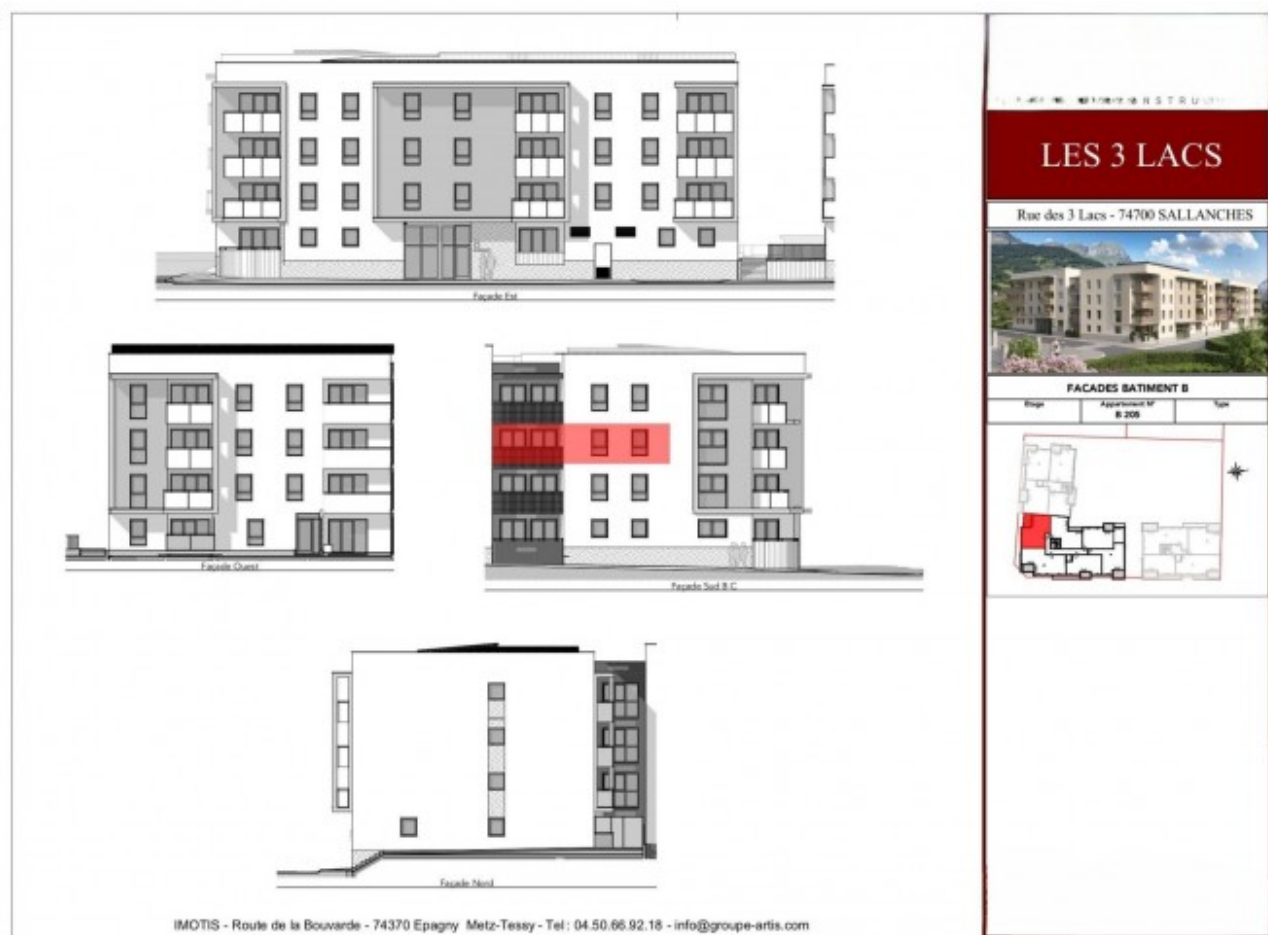 Façade Est
Façade Ouest
Façade Sud B C
Façade Nord
IMOTIS - Route de la Bouvarde - 74370 Epagny Metz-Tessy - Tel : 04.50.66.92.18 - info@groupe-artis.com
LES 3 LACS
Rue des 3 Lacs - 74700 SALLANCHES
FACADES BATIMENT B
Etage Appartement N° Type
B 205